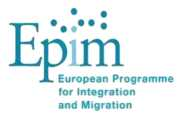 Epim
European Programme
for Integration
and Migration